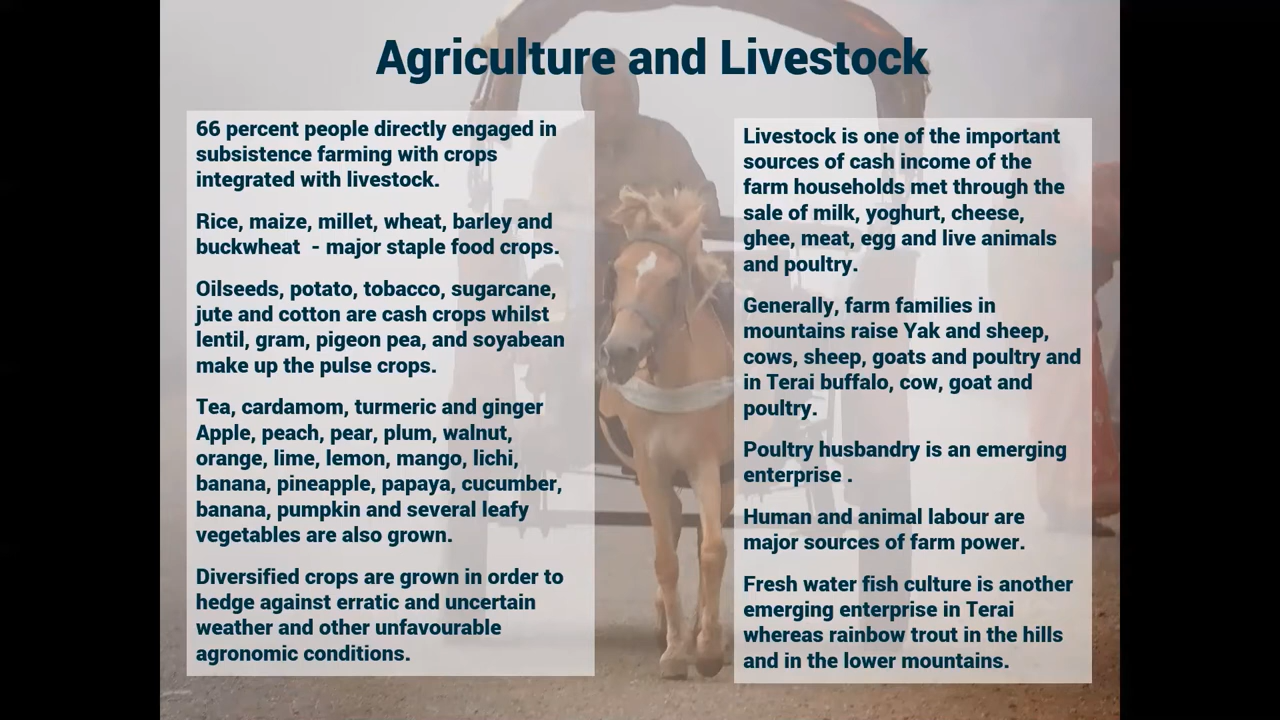 Agriculture and Livestock
66 percent people directly engaged in
subsistence farming with crops
integrated with livestock.
Rice, maize, millet, wheat, barley and
buckwheat  - major staple food crops.
Oilseeds, potato, tobacco, sugarcane,
jute and cotton are cash crops whilst
lentil, gram, pigeon pea, and soyabean
make up the pulse crops.
Tea, cardamom, turmeric and ginger
Apple, peach, pear, plum, walnut,
orange, lime, lemon, mango, lichi,
banana, pineapple, papaya, cucumber,
banana, pumpkin and several leafy
vegetables are also grown.
Diversified crops are grown in order to
hedge against erratic and uncertain
weather and other unfavourable
agronomic conditions.
Livestock is one of the important
sources of cash income of the
farm households met through the
sale of milk, yoghurt, cheese,
ghee, meat, egg and live animals
and poultry.
Generally, farm families in
mountains raise Yak and sheep,
cows, sheep, goats and poultry and
in Terai buffalo, cow, goat and
poultry.
Poultry husbandry is an emerging
enterprise .
Human and animal labour are
major sources of farm power.
Fresh water fish culture is another
emerging enterprise in Terai
whereas rainbow trout in the hills
and in the lower mountains.